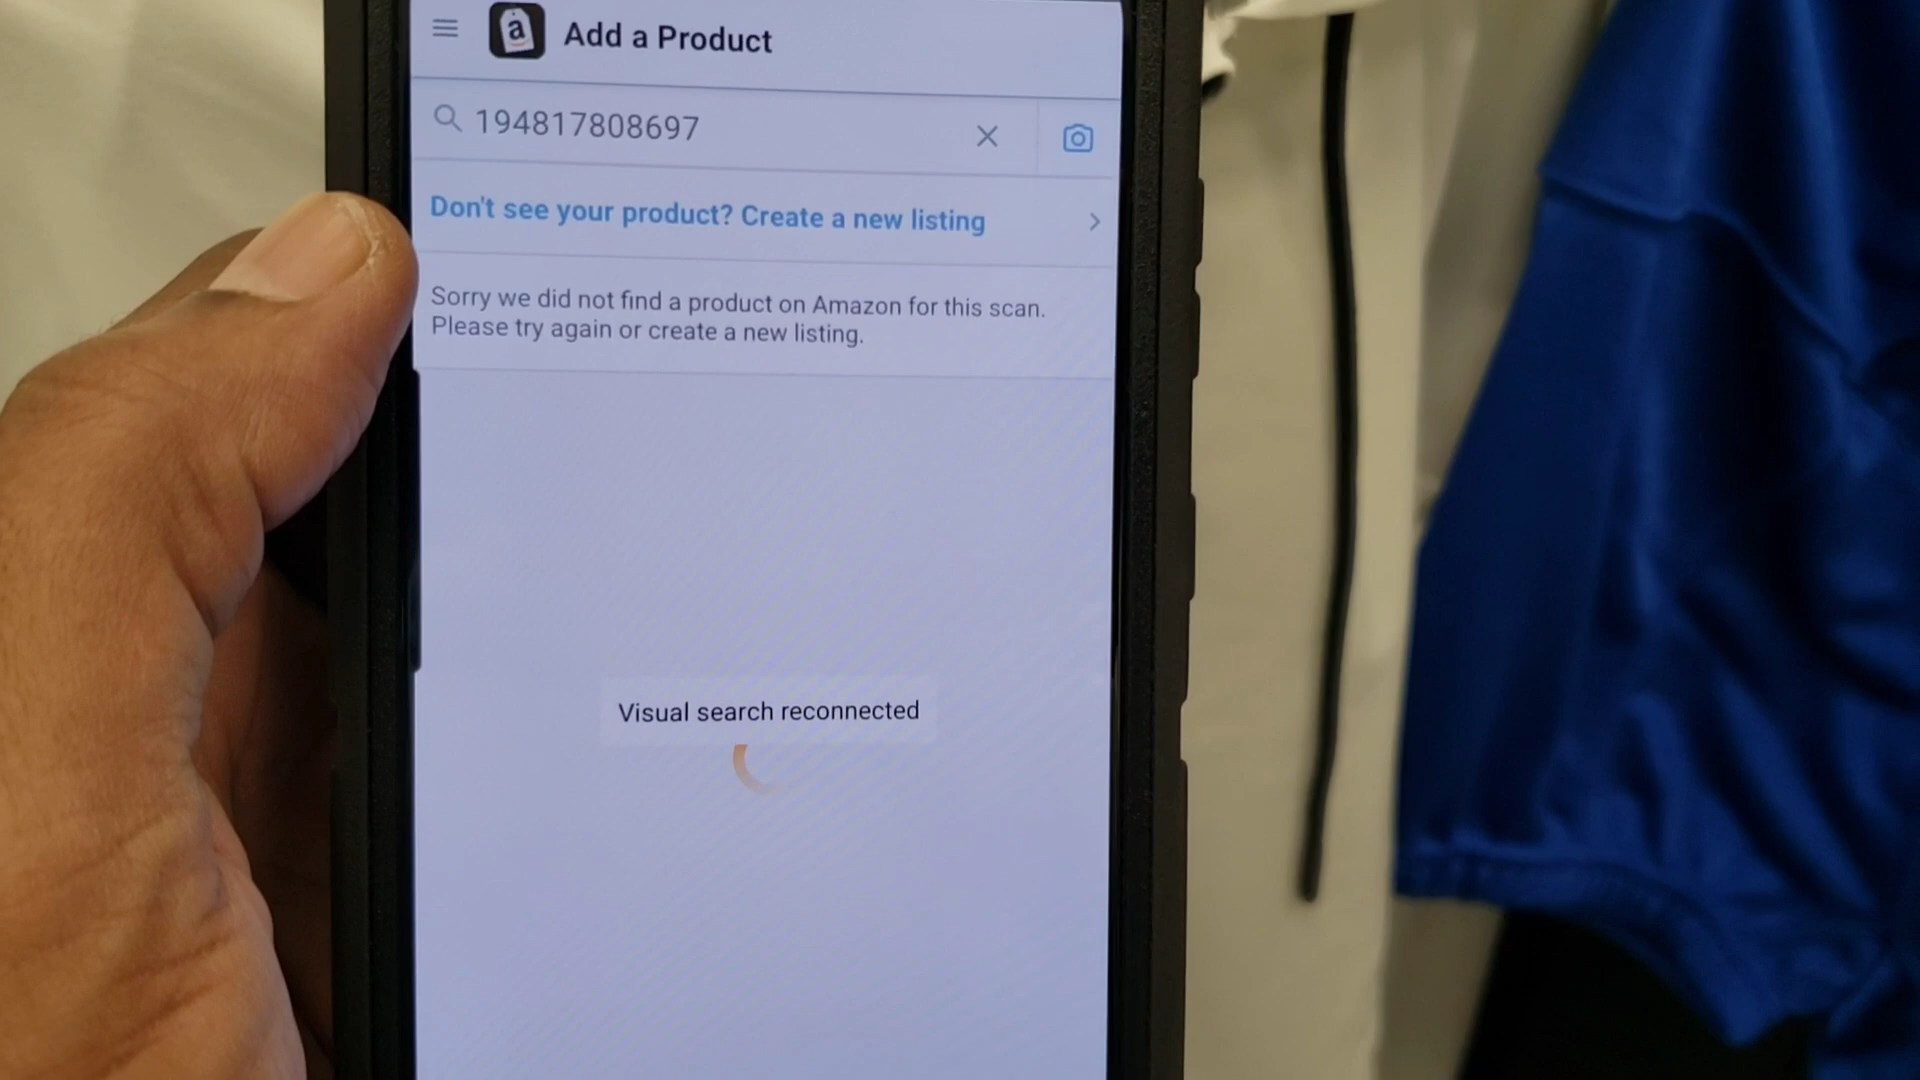 a Add a Product
194817808697
Don't see your product? Create a new listing
Sorry we did not find a product on Amazon for this scan.
Please try again or create a new listing.
Visual search reconnected